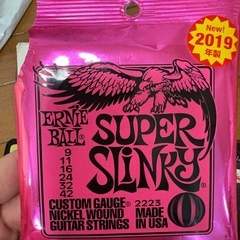 New!
2019
年製
ERNIE
BALL
®
SUPER
SLINKY
9
11
16
24
32
42
CUSTOM GAUGE
NICKEL WOUND
GUITAR STRINGS
2223
MADE
IN USA